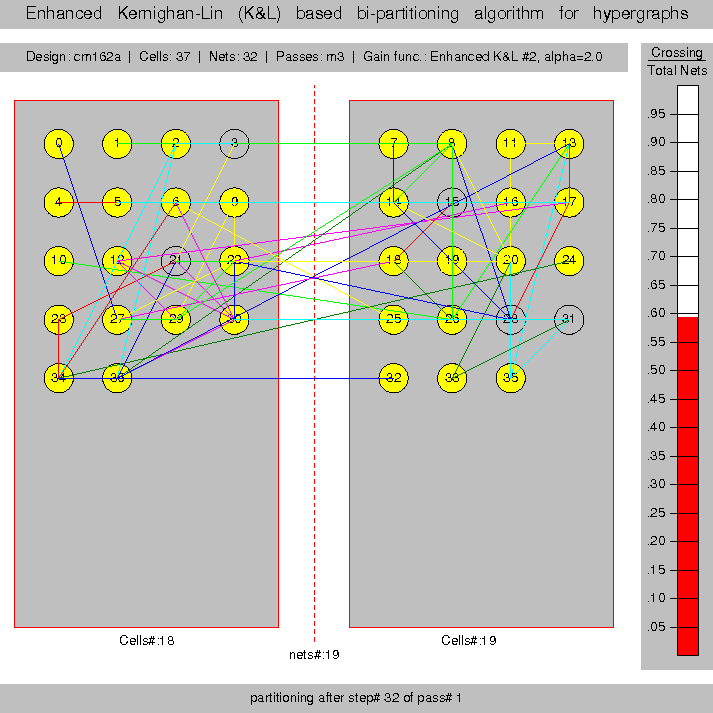 Enhanced Kernighan-Lin (K&L) based bi-partitioning algorithm for hypergraphs
Design: cm162a | Cells: 37 | Nets: 32 | Passes: m3 | Gain func.: Enhanced K&L #2, alpha=2.0
Crossing
Total Nets
.95
.90
.85
.80
.75
.70
.65
.60
.55
.50
.45
.40
.35
.30
.25
.20
.15
.10
.05
0 1 2 3 7 8 11 13
4 5 6 9 14 15 16 17
10 12 21 22 18 19 20 24
23 27 29 30 25 26 28 31
34 36 32 33 35
Cells#:18
Cells#:19
nets#:19
partitioning after step# 32 of pass# 1